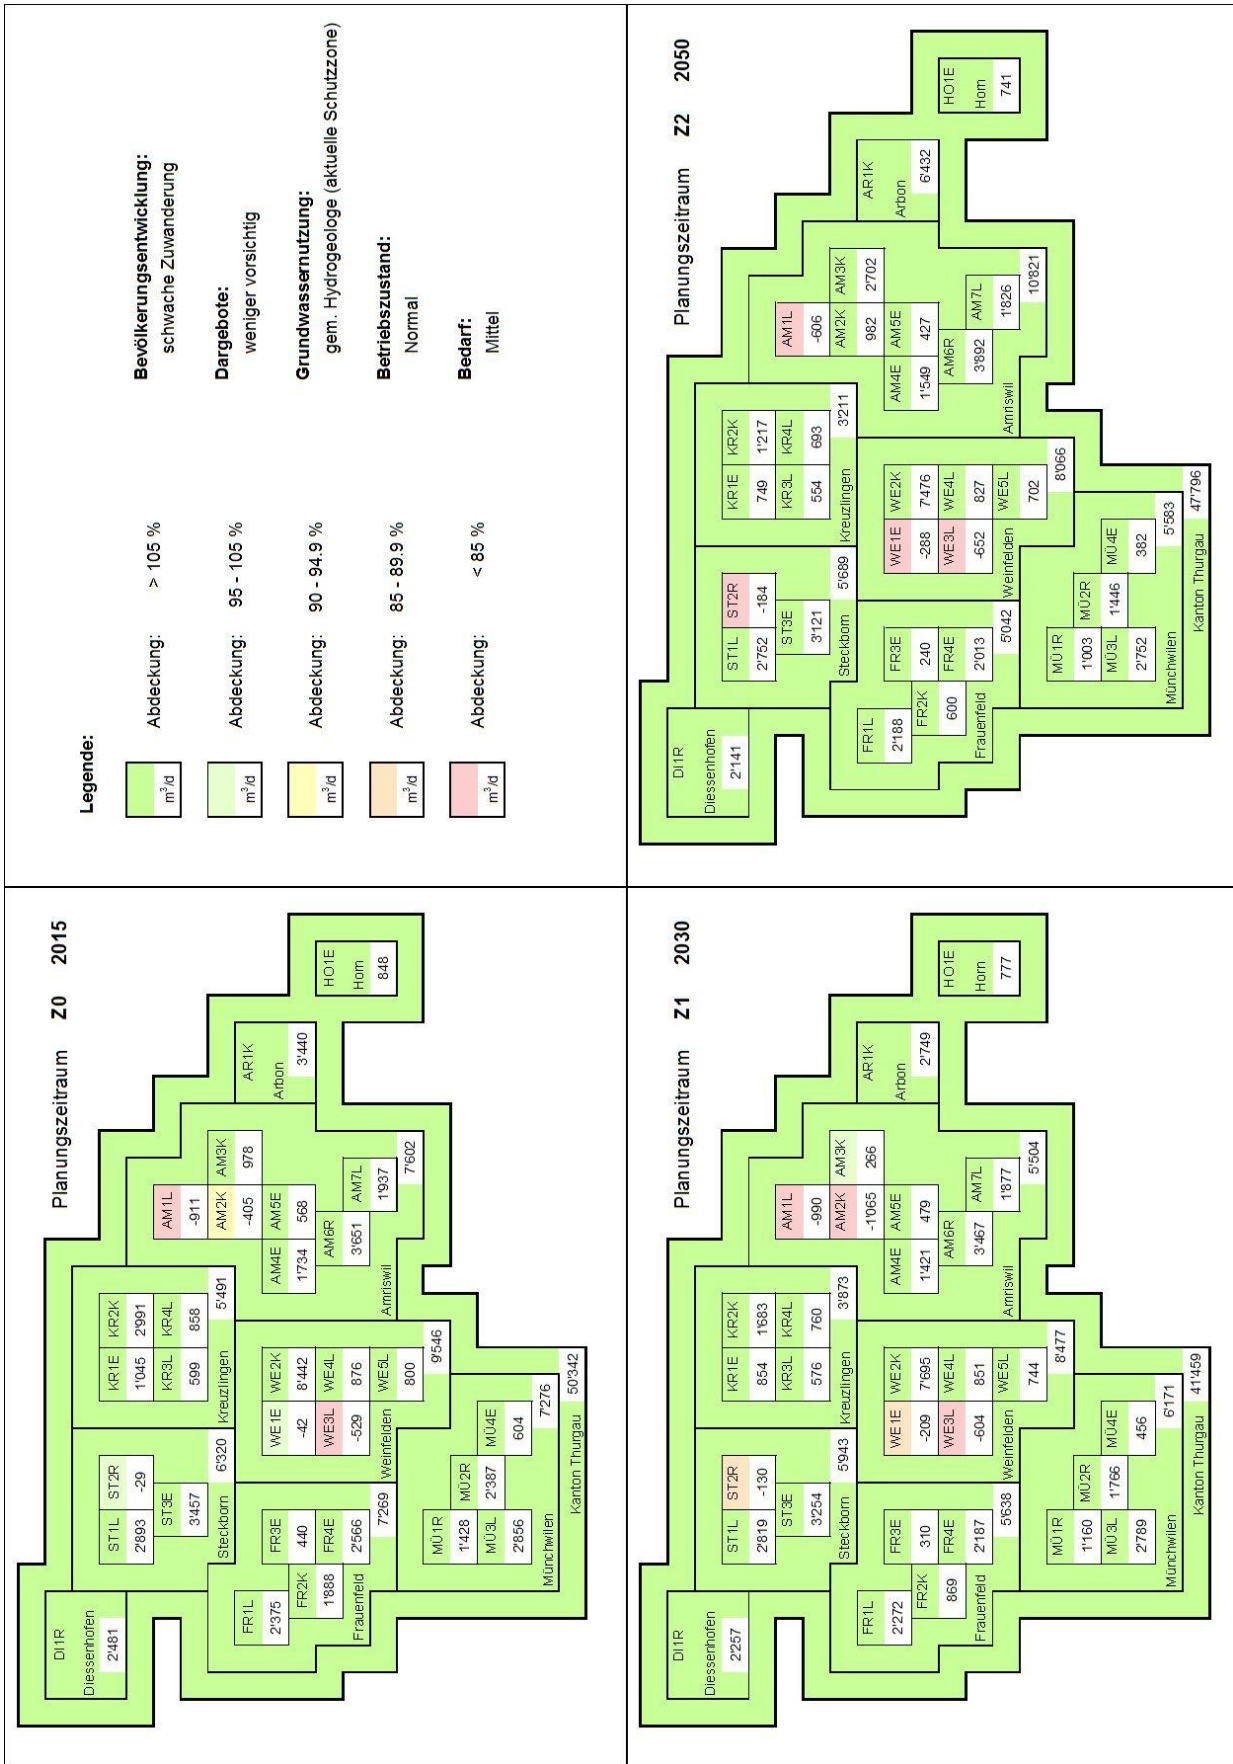 Planungszeitraum Z0 2015
DI1R
Diessenhofen
2'481
ST1L ST2R
2'893 -29
ST3E
3'457
Steckborn 6'320
KR1E KR2K
1'045 2'991
KR3L KR4L
599 858
Kreuzlingen 5'491
AM1L
-911
AM2K AM3K
-405 978
AM4E AM5E
1'734 568
AM6R AM7L
3'651 1'937
Amriswil 7'602
AR1K
Arbon
3'440
HO1E
Horn
848
FR1L
2'375
FR2K FR3E
1'888 440
FR4E
2'566
Frauenfeld 7'269
WE1E WE2K
-42 8'442
WE3L WE4L
-529 876
WE5L
800
Weinfelden 9'546
MÜ1R MÜ2R
1'428 2'387
MÜ3L MÜ4E
2'856 604
Münchwilen 7'276
Kanton Thurgau 50'342
Legende:
m³/d Abdeckung: > 105 %
m³/d Abdeckung: 95 - 105 %
m³/d Abdeckung: 90 - 94.9 %
m³/d Abdeckung: 85 - 89.9 %
m³/d Abdeckung: < 85 %
Bevölkerungsentwicklung:
schwache Zuwanderung
Dargebote:
weniger vorsichtig
Grundwassernutzung:
gem. Hydrogeologe (aktuelle Schutzzone)
Betriebszustand:
Normal
Bedarf:
Mittel
Planungszeitraum Z1 2030
DI1R
Diessenhofen
2'257
ST1L ST2R
2'819 -130
ST3E
3'254
Steckborn 5'943
KR1E KR2K
854 1'683
KR3L KR4L
576 760
Kreuzlingen 3'873
AM1L
-990
AM2K AM3K
-1'065 266
AM4E AM5E
1'421 479
AM6R AM7L
3'467 1'877
Amriswil 5'504
AR1K
Arbon
2'749
HO1E
Horn
777
FR1L
2'272
FR2K FR3E
869 310
FR4E
2'187
Frauenfeld 5'638
WE1E WE2K
-209 7'695
WE3L WE4L
-604 851
WE5L
744
Weinfelden 8'477
MÜ1R MÜ2R
1'160 1'766
MÜ3L MÜ4E
2'789 456
Münchwilen 6'171
Kanton Thurgau 41'459
Planungszeitraum Z2 2050
DI1R
Diessenhofen
2'141
ST1L ST2R
2'752 -184
ST3E
3'121
Steckborn 5'689
KR1E KR2K
749 1'217
KR3L KR4L
554 693
Kreuzlingen 3'211
AM1L
-606
AM2K AM3K
982 2'702
AM4E AM5E
1'549 427
AM6R AM7L
3'892 1'826
Amriswil 10'821
AR1K
Arbon
6'432
HO1E
Horn
741
FR1L
2'188
FR2K FR3E
600 240
FR4E
2'013
Frauenfeld 5'042
WE1E WE2K
-288 7'476
WE3L WE4L
-652 827
WE5L
702
Weinfelden 8'066
MÜ1R MÜ2R
1'003 1'446
MÜ3L MÜ4E
2'752 382
Münchwilen 5'583
Kanton Thurgau 47'796